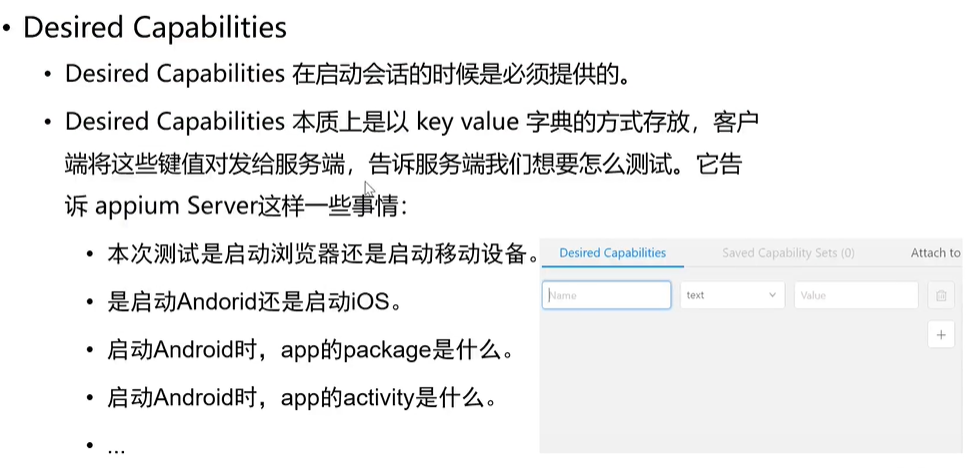 • Desired Capabilities
• Desired Capabilities 在启动会话的时候是必须提供的。
• Desired Capabilities 本质上是以 key value 字典的方式存放，客户
端将这些键值对发给服务端，告诉服务端我们想要怎么测试。它告
诉 appium Server这样一些事情：
• 本次测试是启动浏览器还是启动移动设备。
• 是启动Andorid还是启动iOS。
• 启动Android时，app的package是什么。
• 启动Android时，app的activity是什么。
• ...
Desired Capabilities Saved Capability Sets (0) Attach to
Name text Value
+